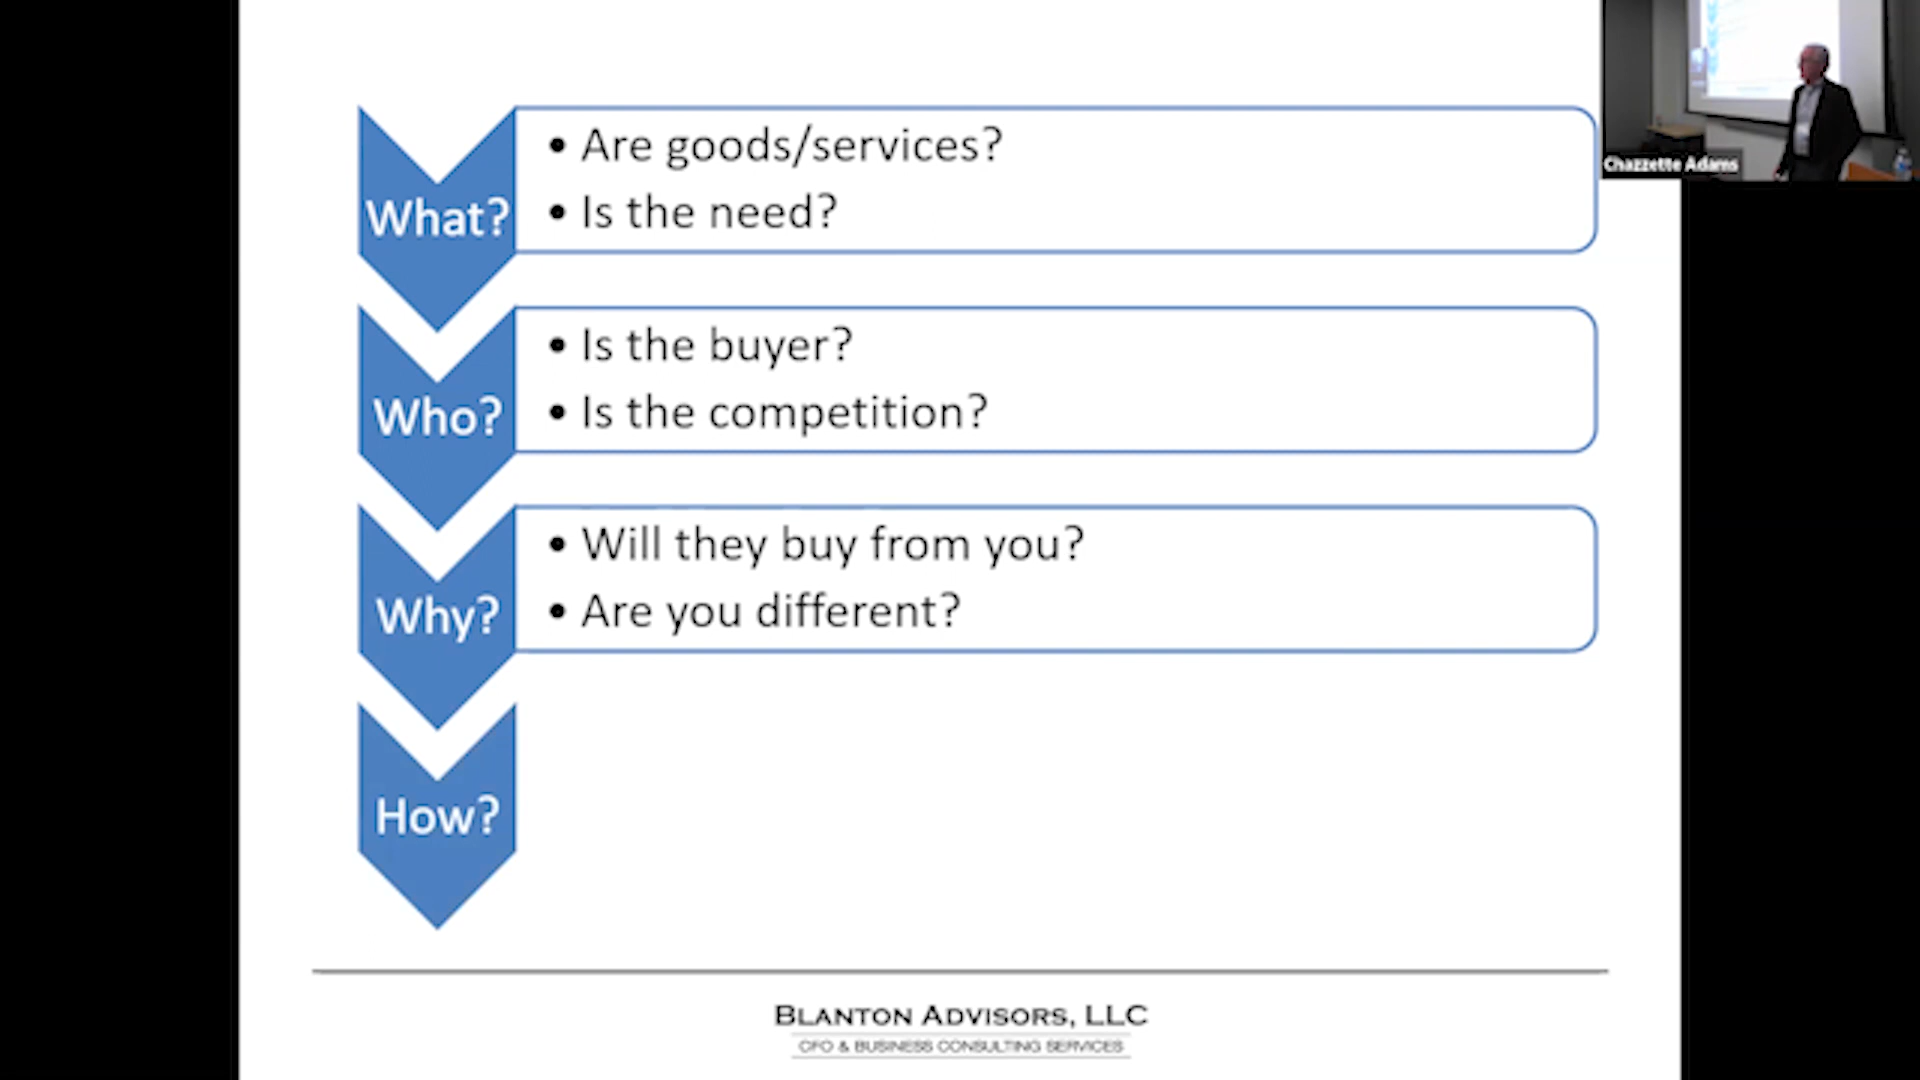 What?
• Are goods/services?
• Is the need?
Who?
• Is the buyer?
• Is the competition?
Why?
• Will they buy from you?
• Are you different?
How?
BLANTON ADVISORS, LLC
CFO & BUSINESS CONSULTING SERVICES
Chazzette Adams